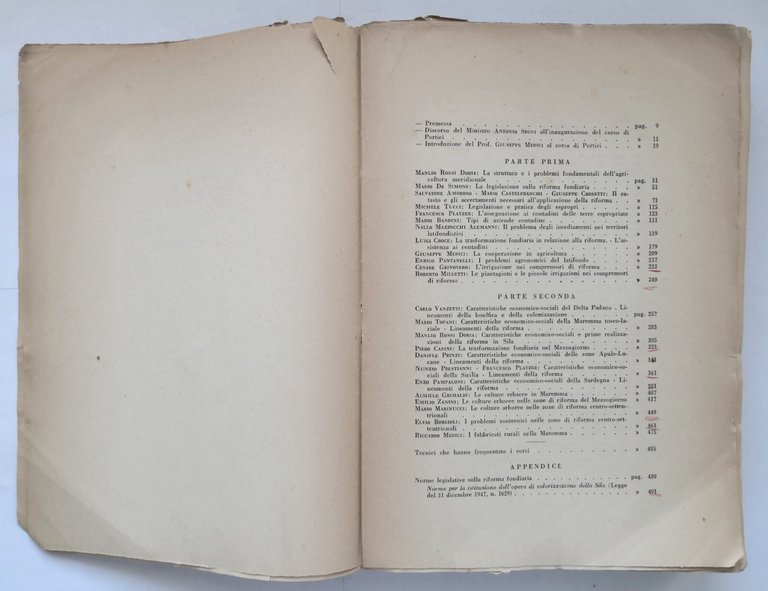 — Premessa . . . . . . . . . . . . . . . . pag. 9
— Discorso del Ministro ANTONIO SEGNI all'inaugurazione del corso di
Portici . . . . . . . . . . . . . . . . » 11
— Introduzione del Prof. GIUSEPPE MEDICI al corso di Portici . . . » 19
PARTE PRIMA
MANLIO ROSSI DORIA: La struttura e i problemi fondamentali dell'agri-
coltura meridionale . . . . . . . . . . . . pag. 31
MARIO DE SIMONE: La legislazione sulla riforma fondiaria . . . . » 51
SALVATORE AMOROSO - MARIO CASTELFRANCHI - GIUSEPPE CROSETTI: Il ca-
tasto e gli accertamenti necessari all'applicazione della riforma . . » 71
MICHELE TUCCI: Legislazione e pratica degli espropri . . . . . » 115
FRANCESCO PLATZER: L'assegnazione ai contadini delle terre espropriate » 123
MARIO BANDINI: Tipi di aziende contadine . . . . . . . . » 131
NALLO MAZZOCCHI ALEMANNI: Il problema degli insediamenti nei territori
latifondistici . . . . . . . . . . . . . » 139
LUIGI CROCE: La trasformazione fondiaria in relazione alla riforma. - L'as-
sistenza ai contadini . . . . . . . . . . . » 179
GIUSEPPE MEDICI: La cooperazione in agricoltura . . . . . . » 209
ENRICO PANTANELLI: I problemi agronomici del latifondo . . . . » 217
CESARE GRINOVERO: L'irrigazione nei comprensori di riforma . . . » 233
ROBERTO MILLETTI: Le piantagioni e le piccole irrigazioni nei comprensori
di riforma . . . . . . . . . . . . . . » 249
PARTE SECONDA
CARLO VANZETTI: Caratteristiche economico-sociali del Delta Padano - Li-
neamenti della bonifica e della colonizzazione . . . . . . . pag. 257
MARIO TOFANI: Caratteristiche economico-sociali della Maremma tosco-la-
ziale - Lineamenti della riforma . . . . . . . . . » 283
MANLIO ROSSI DORIA: Caratteristiche economico-sociali e prime realizza-
zioni della riforma in Sila . . . . . . . . . . » 305
PIERO CASINI: La trasformazione fondiaria nel Mezzogiorno . . . . » 325
DANIELE PRINZI: Caratteristiche economico-sociali delle zone Apulo-Lu-
cane - Lineamenti della riforma . . . . . . . . . » 341
NUNZIO PRESTIANNI - FRANCESCO PLATZER: Caratteristiche economico-so-
ciali della Sicilia - Lineamenti della riforma . . . . . . . » 361
ENZO PAMPALONI: Caratteristiche economico-sociali della Sardegna - Li-
neamenti della riforma . . . . . . . . . . . » 383
ACHILLE GRIMALDI: Le colture erbacee in Maremma . . . . . » 407
EMILIO ZANINI: Le colture erbacee nelle zone di riforma del Mezzogiorno » 417
MARIO MARINUCCI: Le colture arboree nelle zone di riforma centro-setten-
trionali . . . . . . . . . . . . . . » 449
ELVIO BORGIOLI: I problemi zootecnici nelle zone di riforma centro-set-
tentrionali . . . . . . . . . . . . . . » 461
RICCARDO MEDICI: I fabbricati rurali nella Maremma . . . . . » 475
Tecnici che hanno frequentato i corsi . . . . . . . . . » 485
APPENDICE
Norme legislative sulla riforma fondiaria . . . . . . . . pag. 489
Norme per la istituzione dell'opera di valorizzazione della Sila (Legge
del 31 dicembre 1947, n. 1629) . . . . . . . . . » 491